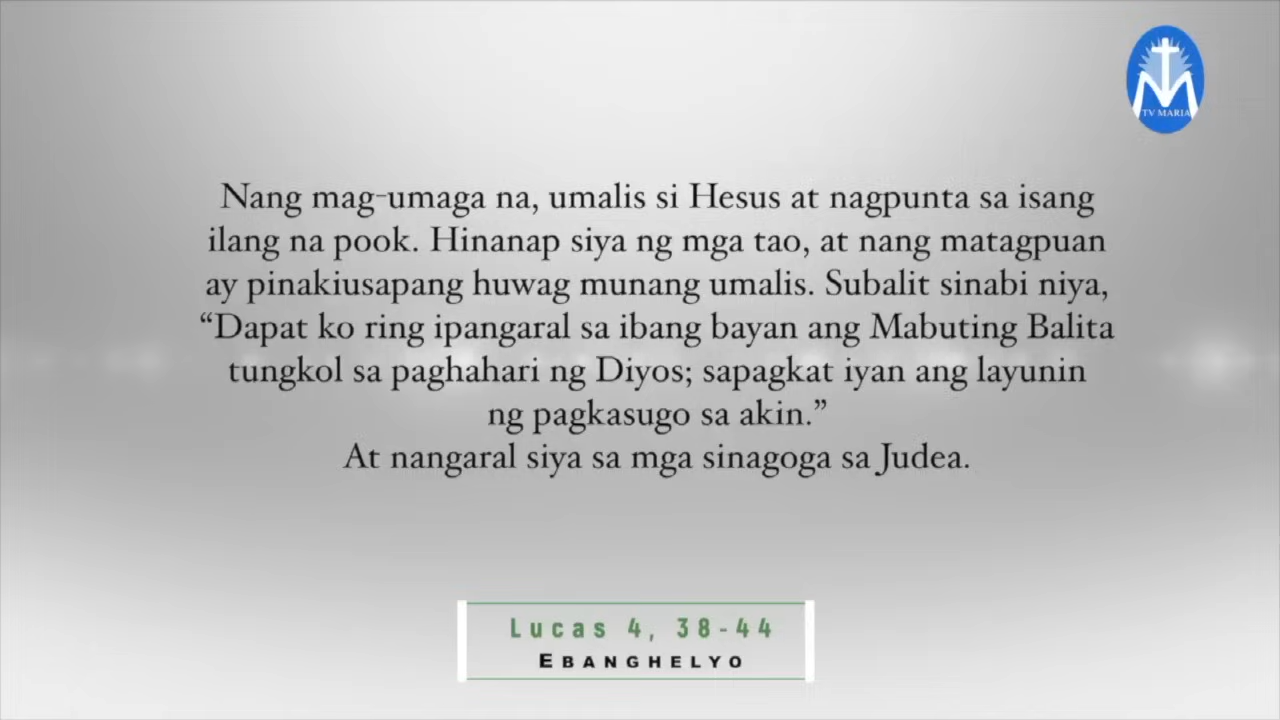 TV MARIA
Nang mag-umaga na, umalis si Hesus at nagpunta sa isang
ilang na pook. Hinanap siya ng mga tao, at nang matagpuan
ay pinakiusapang huwag munang umalis. Subalit sinabi niya,
“Dapat ko ring ipangaral sa ibang bayan ang Mabuting Balita
tungkol sa paghahari ng Diyos; sapagkat iyan ang layunin
ng pagkasugo sa akin.”
At nangaral siya sa mga sinagoga sa Judea.
Lucas 4, 38-44
EBANGHELYO